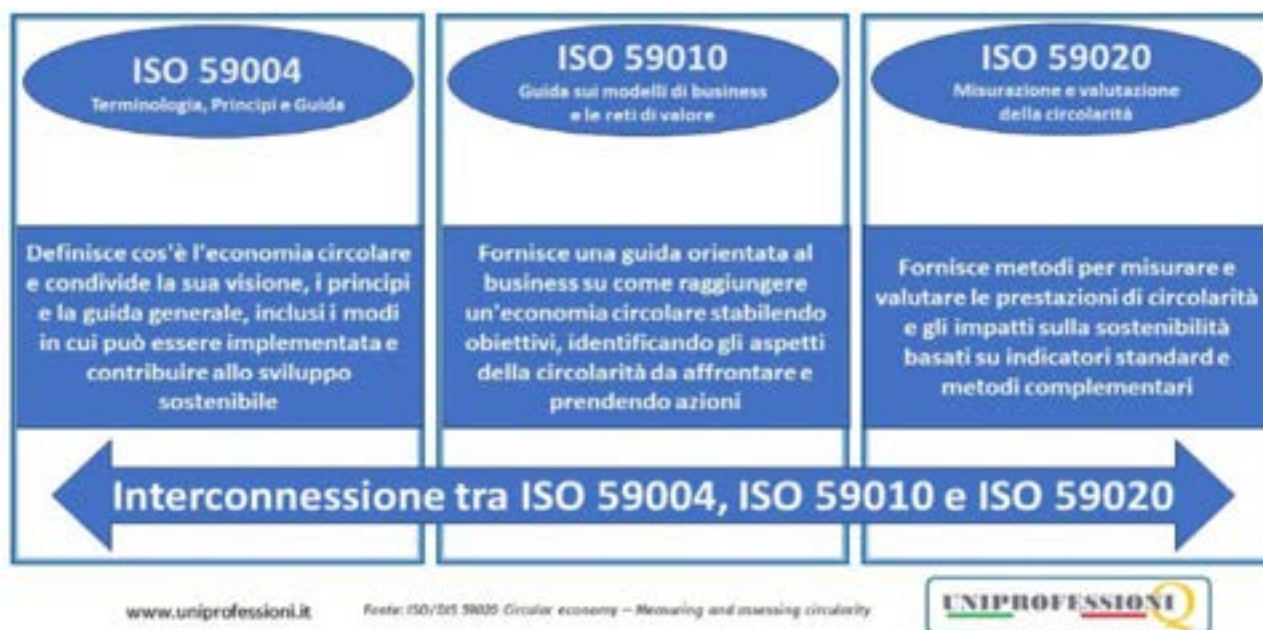 ISO 59004
Terminologia, Principi e Guida
ISO 59010
Guida sui modelli di business
e le reti di valore
ISO 59020
Misurazione e valutazione
della circolarità
Definisce cos'è l'economia circolare
e condivide la sua visione, i principi
e la guida generale, inclusi i modi
in cui può essere implementata e
contribuire allo sviluppo
sostenibile
Fornisce una guida orientata al
business su come raggiungere
un'economia circolare stabilendo
obiettivi, identificando gli aspetti
della circolarità da affrontare e
prendendo azioni
Fornisce metodi per misurare e
valutare le prestazioni di circolarità
e gli impatti sulla sostenibilità
basati su indicatori standard e
metodi complementari
Interconnessione tra ISO 59004, ISO 59010 e ISO 59020
www.uniprofessioni.it
Fonte: ISO/DIS 59020 Circular economy — Measuring and assessing circularity
UNIPROFESSIONI Q